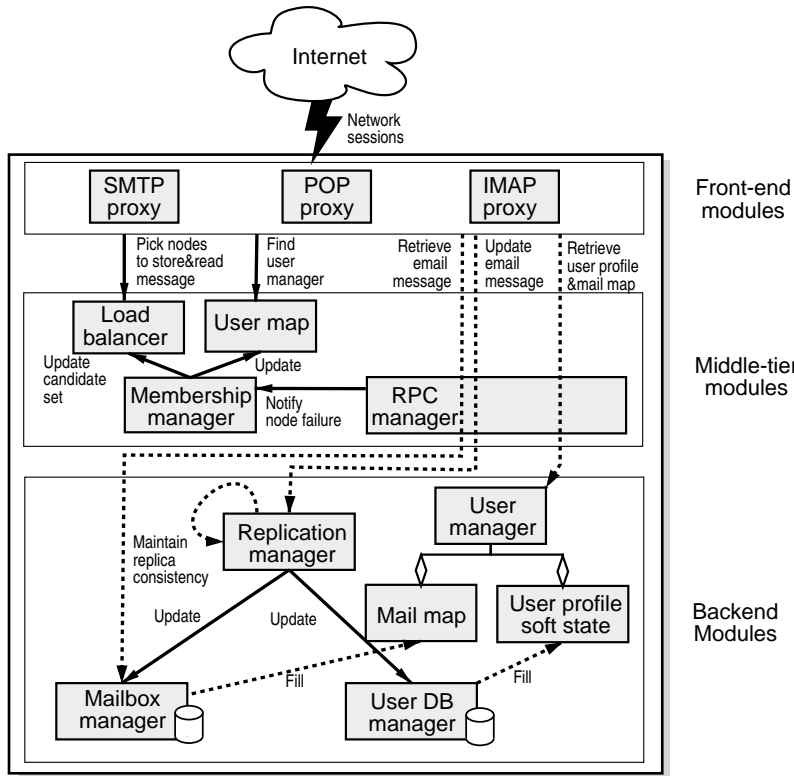 Internet
Network
sessions
SMTP
proxy
POP
proxy
IMAP
proxy
Front-end
modules
Pick nodes
to store&read
message
Find
user
manager
Retrieve
email
message
Update
email
message
Retrieve
user profile
&mail map
Load
balancer
User map
Update
candidate
set
Update
Membership
manager
Notify
node failure
RPC
manager
Middle-tier
modules
User
manager
Replication
manager
Maintain
replica
consistency
Mail map
User profile
soft state
Update
Update
Backend
Modules
Fill
Fill
Mailbox
manager
User DB
manager